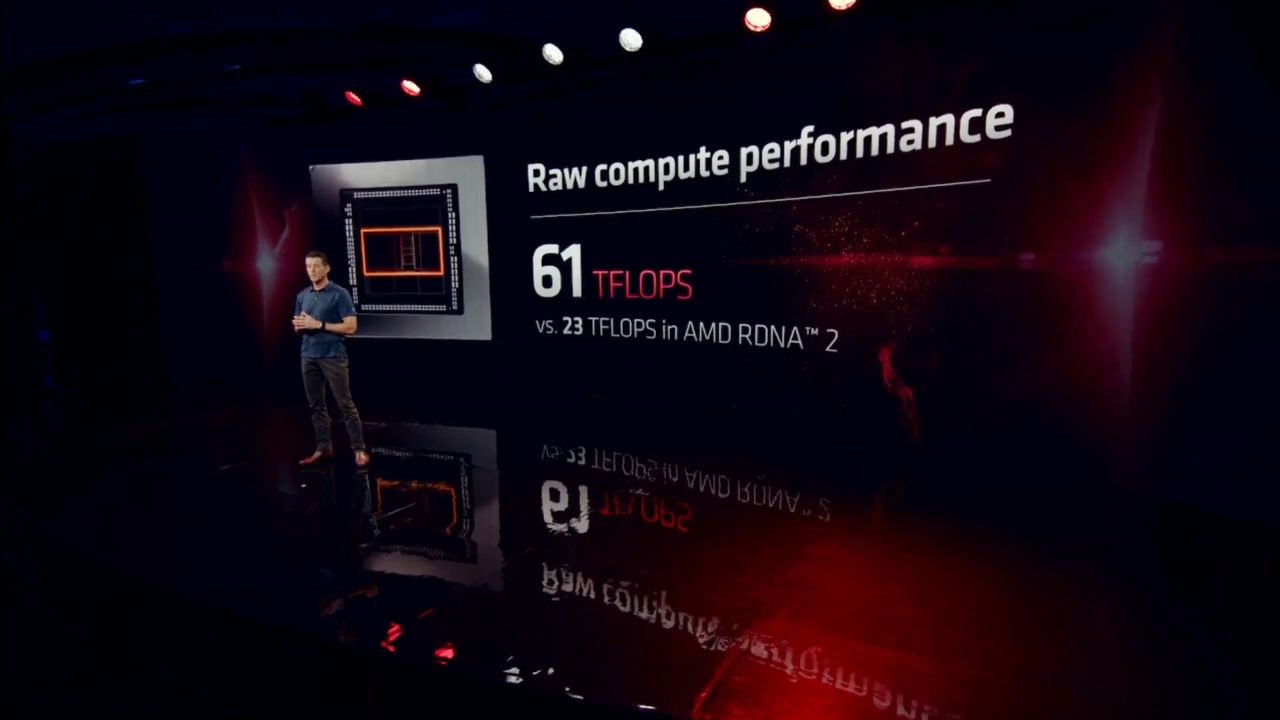 Raw compute performance
61 TFLOPS
vs. 23 TFLOPS in AMD RDNA™ 2